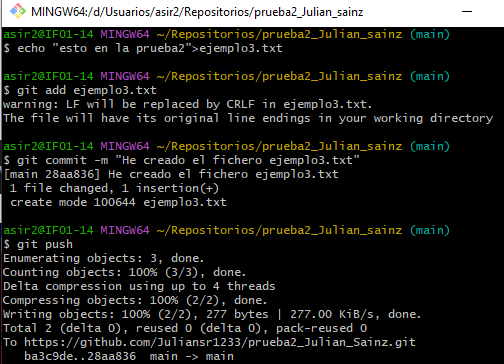 MINGW64:/d/Usuarios/asir2/Repositorios/prueba2_Julian_sainz
asir2@IF01-14 MINGW64 ~/Repositorios/prueba2_Julian_sainz (main)
$ echo "esto en la prueba2">ejemplo3.txt
asir2@IF01-14 MINGW64 ~/Repositorios/prueba2_Julian_sainz (main)
$ git add ejemplo3.txt
warning: LF will be replaced by CRLF in ejemplo3.txt.
The file will have its original line endings in your working directory
asir2@IF01-14 MINGW64 ~/Repositorios/prueba2_Julian_sainz (main)
$ git commit -m "He creado el fichero ejemplo3.txt"
[main 28aa836] He creado el fichero ejemplo3.txt
1 file changed, 1 insertion(+)
create mode 100644 ejemplo3.txt
asir2@IF01-14 MINGW64 ~/Repositorios/prueba2_Julian_sainz (main)
$ git push
Enumerating objects: 3, done.
Counting objects: 100% (3/3), done.
Delta compression using up to 4 threads
Compressing objects: 100% (2/2), done.
Writing objects: 100% (2/2), 277 bytes | 277.00 KiB/s, done.
Total 2 (delta 0), reused 0 (delta 0), pack-reused 0
To https://github.com/Juliansr1233/prueba2_Julian_Sainz.git
ba3c9de..28aa836 main -> main